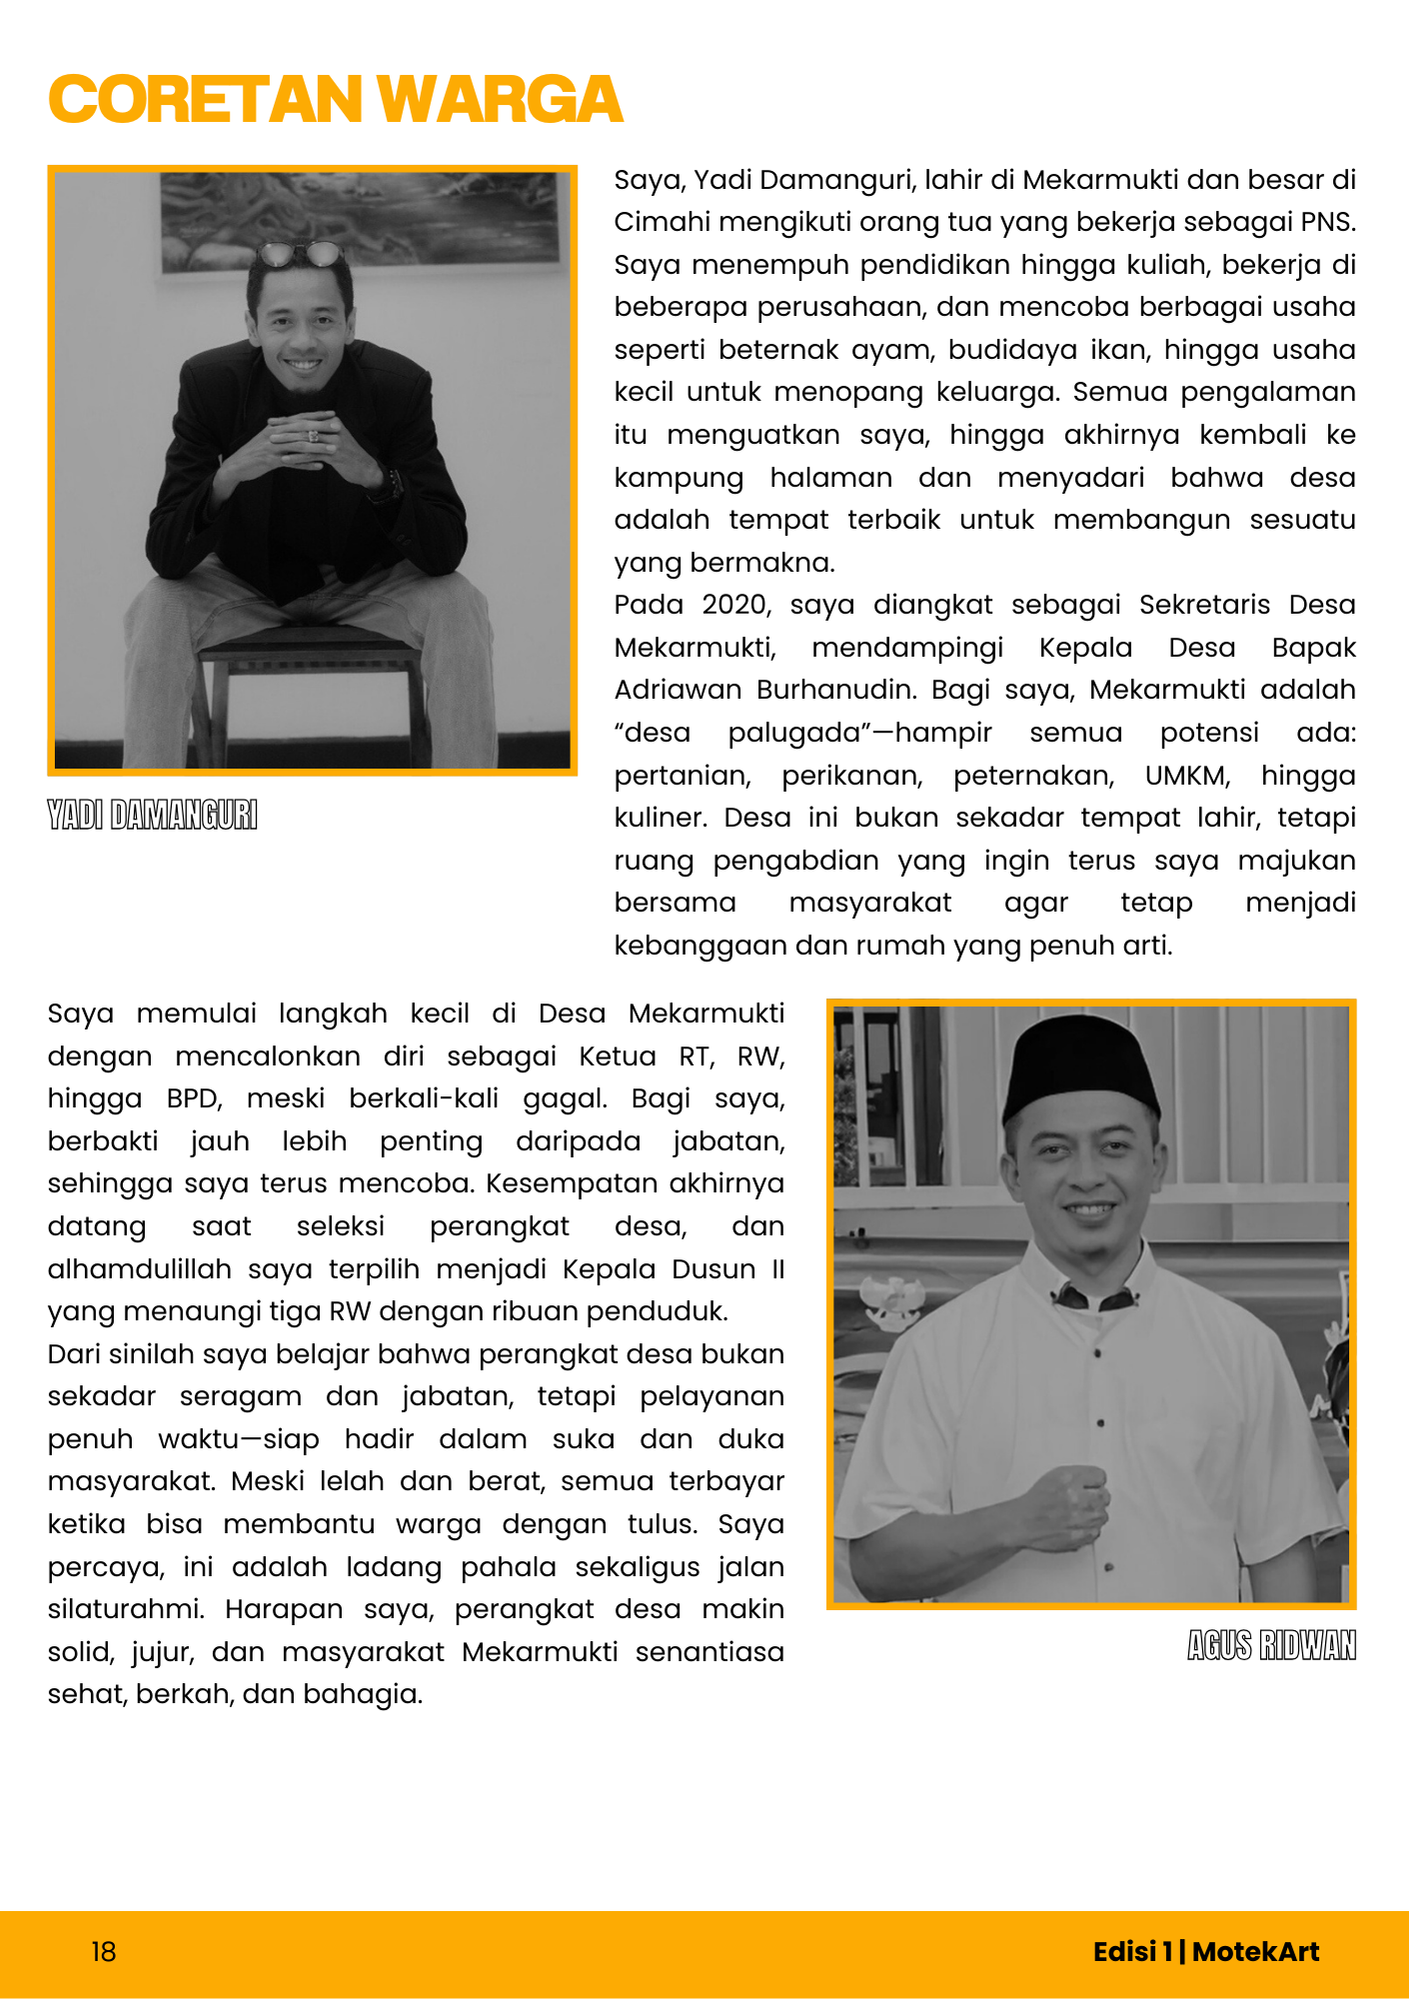 CORETAN WARGA
Saya, Yadi Damanguri, lahir di Mekarmukti dan besar di
Cimahi mengikuti orang tua yang bekerja sebagai PNS.
Saya menempuh pendidikan hingga kuliah, bekerja di
beberapa perusahaan, dan mencoba berbagai usaha
seperti beternak ayam, budidaya ikan, hingga usaha
kecil untuk menopang keluarga. Semua pengalaman
itu menguatkan saya, hingga akhirnya kembali ke
kampung halaman dan menyadari bahwa desa
adalah tempat terbaik untuk membangun sesuatu
yang bermakna.
Pada 2020, saya diangkat sebagai Sekretaris Desa
Mekarmukti, mendampingi Kepala Desa Bapak
Adriawan Burhanudin. Bagi saya, Mekarmukti adalah
“desa palugada”—hampir semua potensi ada:
pertanian, perikanan, peternakan, UMKM, hingga
kuliner. Desa ini bukan sekadar tempat lahir, tetapi
ruang pengabdian yang ingin terus saya majukan
bersama masyarakat agar tetap menjadi
kebanggaan dan rumah yang penuh arti.
YADI DAMANGURI
Saya memulai langkah kecil di Desa Mekarmukti
dengan mencalonkan diri sebagai Ketua RT, RW,
hingga BPD, meski berkali-kali gagal. Bagi saya,
berbakti jauh lebih penting daripada jabatan,
sehingga saya terus mencoba. Kesempatan akhirnya
datang saat seleksi perangkat desa, dan
alhamdulillah saya terpilih menjadi Kepala Dusun II
yang menaungi tiga RW dengan ribuan penduduk.
Dari sinilah saya belajar bahwa perangkat desa bukan
sekadar seragam dan jabatan, tetapi pelayanan
penuh waktu—siap hadir dalam suka dan duka
masyarakat. Meski lelah dan berat, semua terbayar
ketika bisa membantu warga dengan tulus. Saya
percaya, ini adalah ladang pahala sekaligus jalan
silaturahmi. Harapan saya, perangkat desa makin
solid, jujur, dan masyarakat Mekarmukti senantiasa
sehat, berkah, dan bahagia.
AGUS RIDWAN
18
Edisi 1 | MotekArt